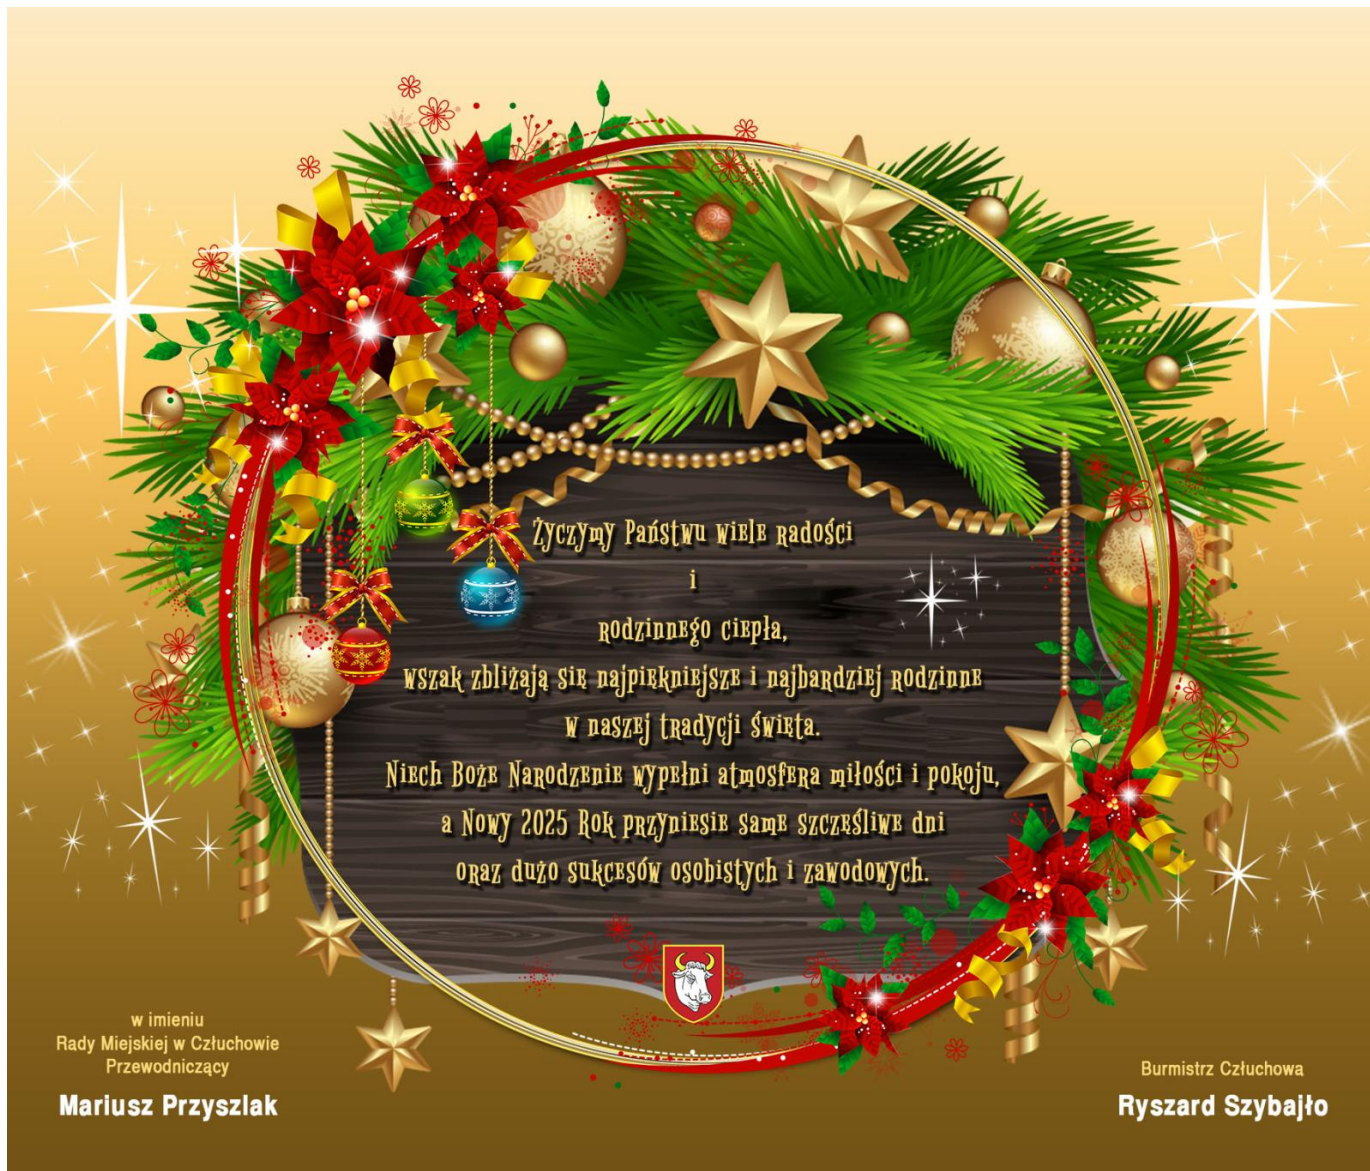 Życzymy Państwu wiele radości
i
rodzinnego ciepła,
wszak zbliżają się najpiękniejsze i najbardziej rodzinne
w naszej tradycji święta.
Niech Boże Narodzenie wypełni atmosfera miłości i pokoju,
a Nowy 2025 Rok przyniesie same szczęśliwe dni
oraz dużo sukcesów osobistych i zawodowych.
w imieniu
Rady Miejskiej w Człuchowie
Przewodniczący
Mariusz Przyszlak
Burmistrz Człuchowa
Ryszard Szybajło